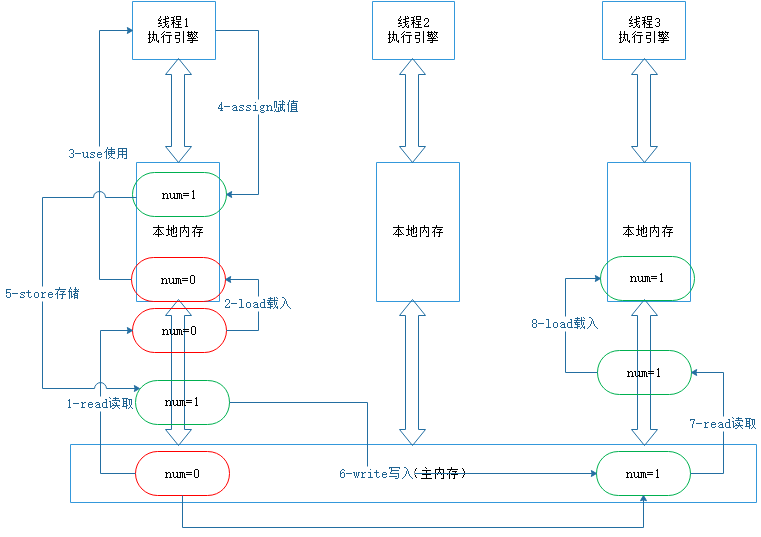 线程1
执行引擎
线程2
执行引擎
线程3
执行引擎
4-assign赋值
3-use使用
num=1
本地内存
本地内存
本地内存
num=0
num=1
5-store存储
2-load载入
num=0
8-load载入
num=1
1-read读取
num=1
7-read读取
num=0
6-write写入(主内存)
num=1